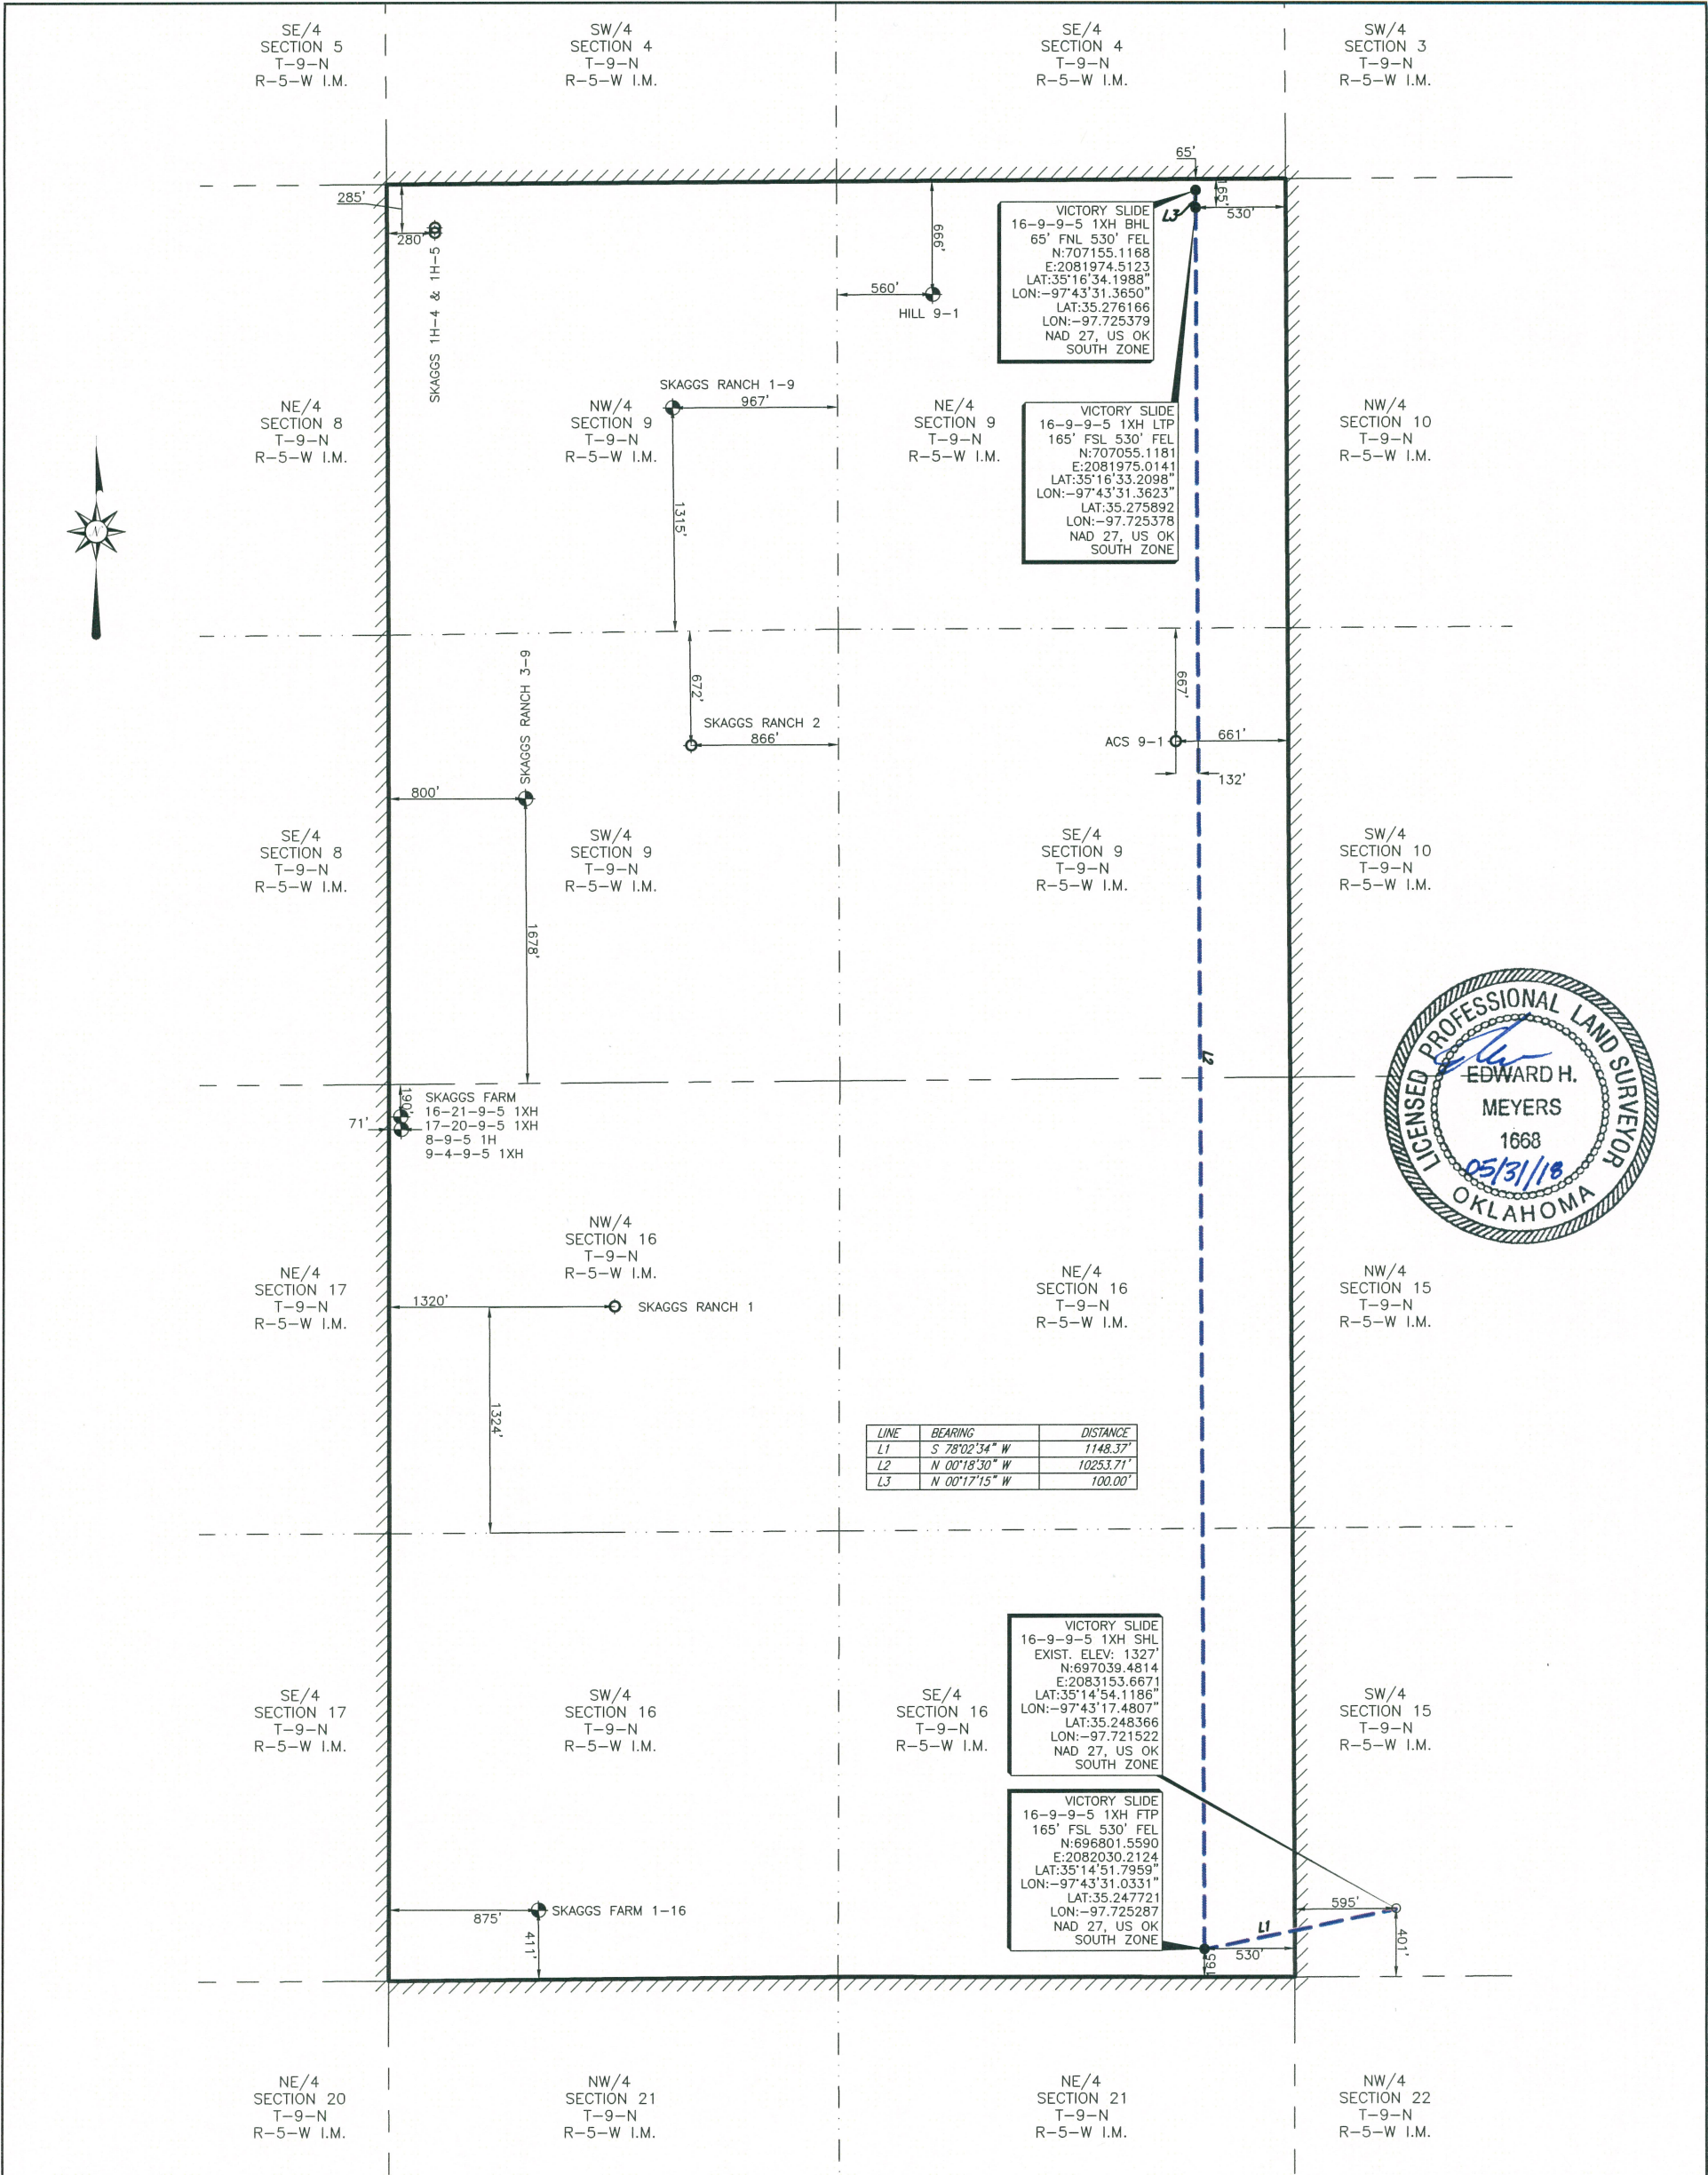 SE/4
SECTION 5
T-9-N
R-5-W I.M.
SW/4
SECTION 4
T-9-N
R-5-W I.M.
SE/4
SECTION 4
T-9-N
R-5-W I.M.
SW/4
SECTION 3
T-9-N
R-5-W I.M.
65'
285'
280'
SKAGGS 1H-4 & 1H-5
666'
560'
HILL 9-1
165'
530'
L3
VICTORY SLIDE
16-9-9-5 1XH BHL
65' FNL 530' FEL
N:707155.1168
E:2081974.5123
LAT:35°16'34.1988"
LON:-97°43'31.3650"
LAT:35.276166
LON:-97.725379
NAD 27, US OK
SOUTH ZONE
SKAGGS RANCH 1-9
967'
1315'
NE/4
SECTION 8
T-9-N
R-5-W I.M.
NW/4
SECTION 9
T-9-N
R-5-W I.M.
NE/4
SECTION 9
T-9-N
R-5-W I.M.
VICTORY SLIDE
16-9-9-5 1XH LTP
165' FSL 530' FEL
N:707055.1181
E:2081975.0141
LAT:35°16'33.2098"
LON:-97°43'31.3623"
LAT:35.275892
LON:-97.725378
NAD 27, US OK
SOUTH ZONE
NW/4
SECTION 10
T-9-N
R-5-W I.M.
N
SKAGGS RANCH 3-9
672'
SKAGGS RANCH 2
866'
667'
ACS 9-1
661'
132'
800'
1678'
SE/4
SECTION 8
T-9-N
R-5-W I.M.
SW/4
SECTION 9
T-9-N
R-5-W I.M.
SE/4
SECTION 9
T-9-N
R-5-W I.M.
SW/4
SECTION 10
T-9-N
R-5-W I.M.
L2
LICENSED PROFESSIONAL LAND SURVEYOR
EDWARD H.
MEYERS
1668
05/31/18
OKLAHOMA
190'
71'
SKAGGS FARM
16-21-9-5 1XH
17-20-9-5 1XH
8-9-5 1H
9-4-9-5 1XH
NE/4
SECTION 17
T-9-N
R-5-W I.M.
NW/4
SECTION 16
T-9-N
R-5-W I.M.
1320'
SKAGGS RANCH 1
1324'
NE/4
SECTION 16
T-9-N
R-5-W I.M.
NW/4
SECTION 15
T-9-N
R-5-W I.M.
LINE BEARING DISTANCE
L1 S 78°02'34" W 1148.37'
L2 N 00°18'30" W 10253.71'
L3 N 00°17'15" W 100.00'
SE/4
SECTION 17
T-9-N
R-5-W I.M.
SW/4
SECTION 16
T-9-N
R-5-W I.M.
SE/4
SECTION 16
T-9-N
R-5-W I.M.
VICTORY SLIDE
16-9-9-5 1XH SHL
EXIST. ELEV: 1327'
N:697039.4814
E:2083153.6671
LAT:35°14'54.1186"
LON:-97°43'17.4807"
LAT:35.248366
LON:-97.721522
NAD 27, US OK
SOUTH ZONE
SW/4
SECTION 15
T-9-N
R-5-W I.M.
VICTORY SLIDE
16-9-9-5 1XH FTP
165' FSL 530' FEL
N:696801.5590
E:2082030.2124
LAT:35°14'51.7959"
LON:-97°43'31.0331"
LAT:35.247721
LON:-97.725287
NAD 27, US OK
SOUTH ZONE
875'
SKAGGS FARM 1-16
411'
595'
L1
530'
165'
401'
NE/4
SECTION 20
T-9-N
R-5-W I.M.
NW/4
SECTION 21
T-9-N
R-5-W I.M.
NE/4
SECTION 21
T-9-N
R-5-W I.M.
NW/4
SECTION 22
T-9-N
R-5-W I.M.